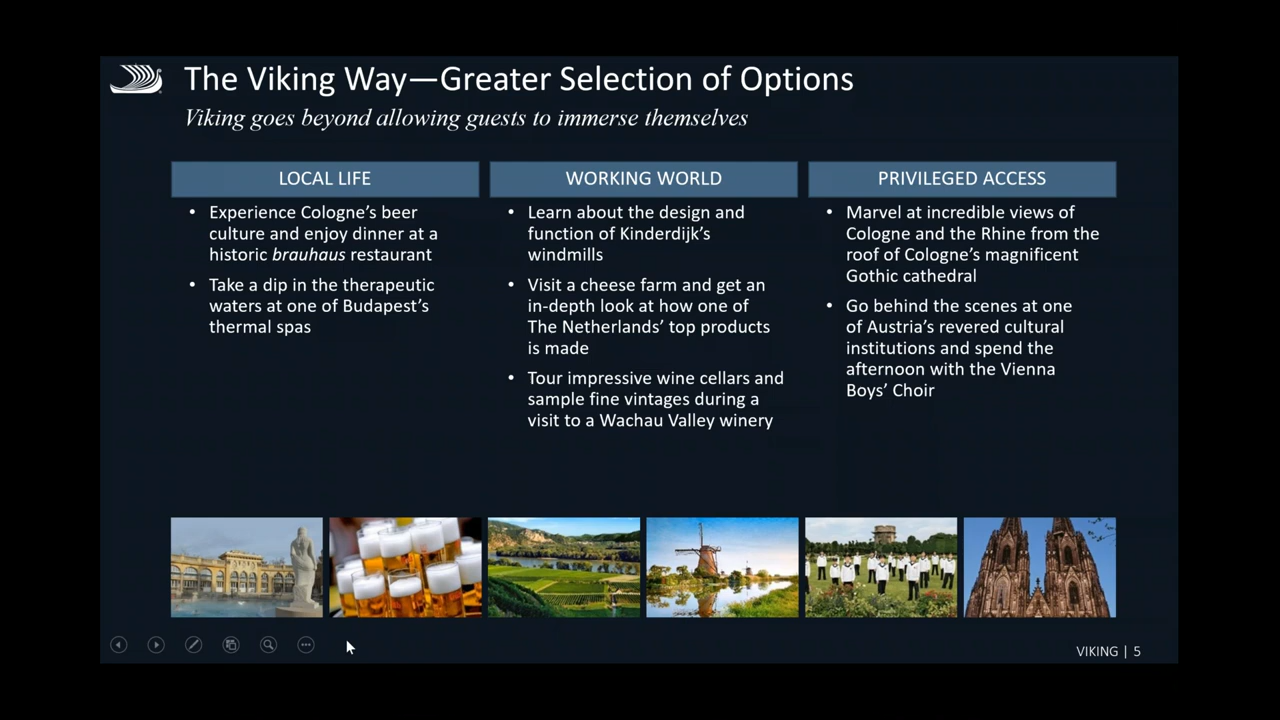 The Viking Way—Greater Selection of Options
Viking goes beyond allowing guests to immerse themselves
LOCAL LIFE
• Experience Cologne’s beer
culture and enjoy dinner at a
historic brauhaus restaurant
• Take a dip in the therapeutic
waters at one of Budapest’s
thermal spas
WORKING WORLD
• Learn about the design and
function of Kinderdijk’s
windmills
• Visit a cheese farm and get an
in-depth look at how one of
The Netherlands’ top products
is made
• Tour impressive wine cellars and
sample fine vintages during a
visit to a Wachau Valley winery
PRIVILEGED ACCESS
• Marvel at incredible views of
Cologne and the Rhine from the
roof of Cologne’s magnificent
Gothic cathedral
• Go behind the scenes at one
of Austria’s revered cultural
institutions and spend the
afternoon with the Vienna
Boys’ Choir
VIKING | 5